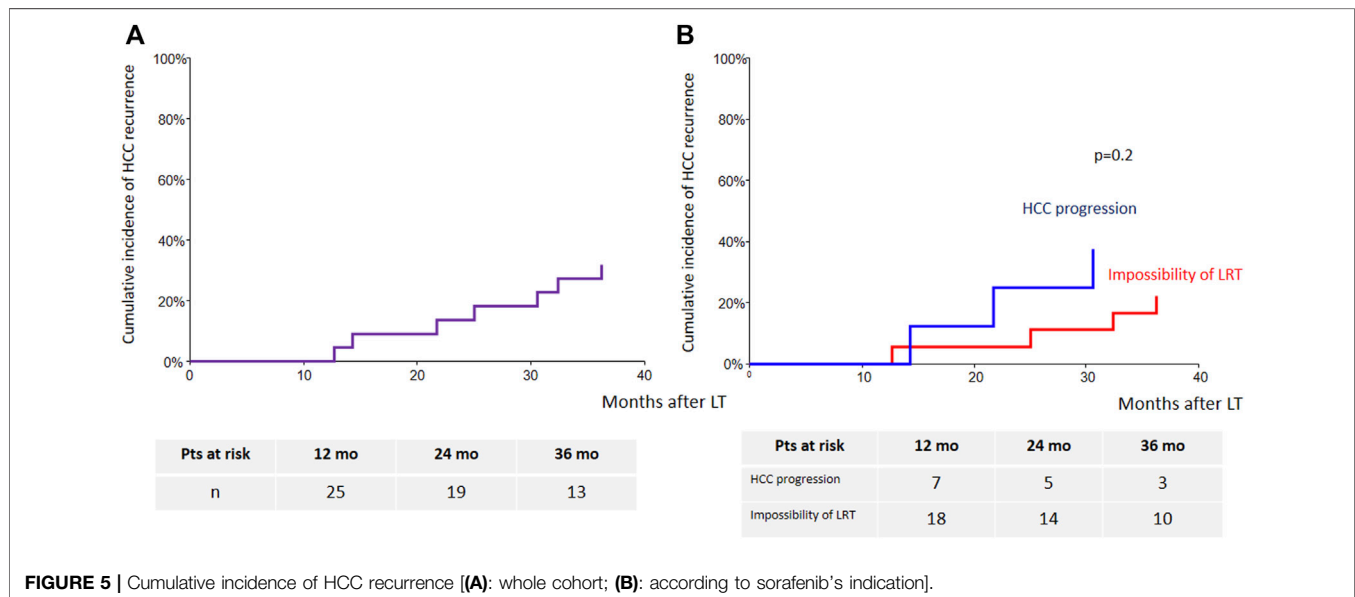 A
Cumulative incidence of HCC recurrence
100%
80%
60%
40%
20%
0%
0 10 20 30 40
Months after LT
Pts at risk 12 mo 24 mo 36 mo
n 25 19 13
B
Cumulative incidence of HCC recurrence
100%
80%
60%
40%
20%
0%
p=0.2
HCC progression
Impossibility of LRT
0 10 20 30 40
Months after LT
Pts at risk 12 mo 24 mo 36 mo
HCC progression 7 5 3
Impossibility of LRT 18 14 10
FIGURE 5 | Cumulative incidence of HCC recurrence [(A): whole cohort; (B): according to sorafenib's indication].